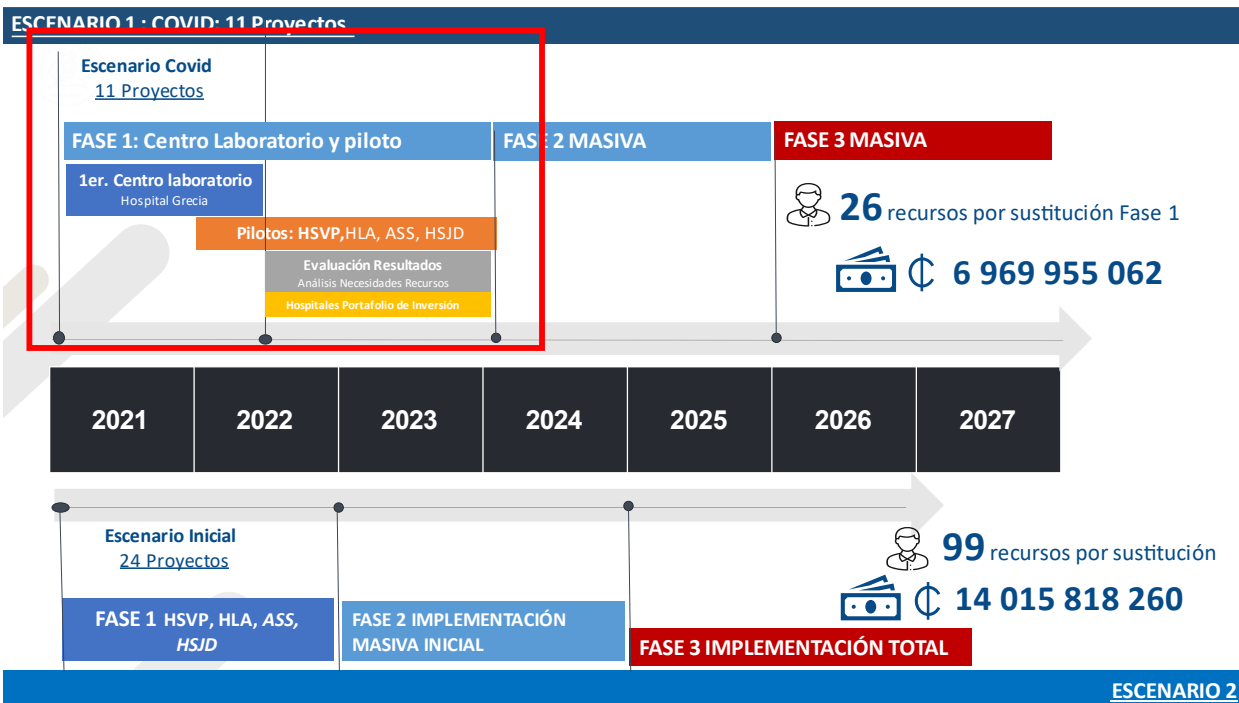 ESCENARIO 1 : COVID: 11 Proyectos
Escenario Covid
11 Proyectos
FASE 1: Centro Laboratorio y piloto
FASE 2 MASIVA
FASE 3 MASIVA
1er. Centro laboratorio
Hospital Grecia
Pilotos: HSVP,HLA, ASS, HSJD
Evaluación Resultados
Análisis Necesidades Recursos
Hospitales Portafolio de Inversión
26 recursos por sustitución Fase 1
₡ 6 969 955 062
2021
2022
2023
2024
2025
2026
2027
Escenario Inicial
24 Proyectos
FASE 1 HSVP, HLA, ASS,
HSJD
FASE 2 IMPLEMENTACIÓN
MASIVA INICIAL
FASE 3 IMPLEMENTACIÓN TOTAL
99 recursos por sustitución
₡ 14 015 818 260
ESCENARIO 2